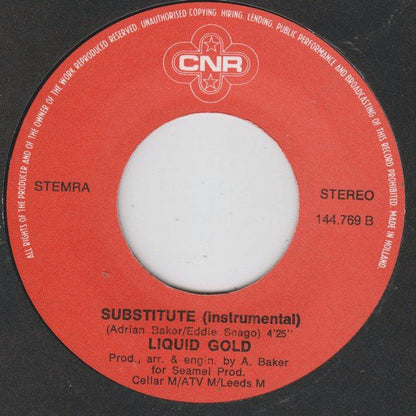 ALL RIGHTS OF THE PRODUCER AND OF THE OWNER OF THE WORK REPRODUCED RESERVED. UNAUTHORISED COPYING. HIRING, LENDING, PUBLIC PERFORMANCE AND BROADCASTING OF THIS RECORD PROHIBITED. MADE IN HOLLAND
CNR
STEMRA
STEREO
144.769 B
SUBSTITUTE (instrumental)
(Adrian Baker/Eddie Seago) 4'25''
LIQUID GOLD
Prod., arr. & engin. by A. Baker
for Seamel Prod.
Cellar M/ATV M/Leeds M